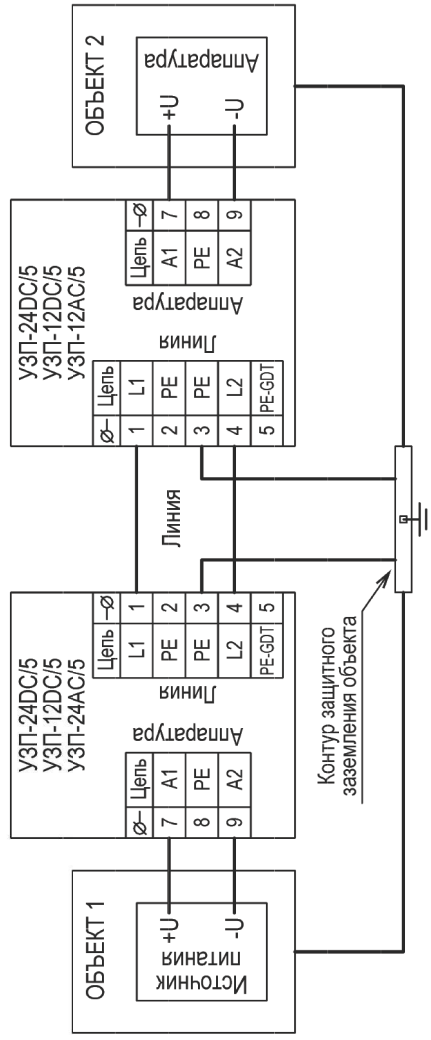 ОБЪЕКТ 1
Источник
питания
+U
-U
УЗП-24DC/5
УЗП-12DC/5
УЗП-24AC/5
Аппаратура
Цепь
7 A1
8 PE
9 A2
Линия
Цепь
L1 1
PE 2
PE 3
L2 4
PE-GDT 5
Линия
УЗП-24DC/5
УЗП-12DC/5
УЗП-12AC/5
Линия
Цепь
1 L1
2 PE
3 PE
4 L2
5 PE-GDT
Аппаратура
Цепь
A1 7
PE 8
A2 9
ОБЪЕКТ 2
Аппаратура
+U
-U
Контур защитного
заземления объекта